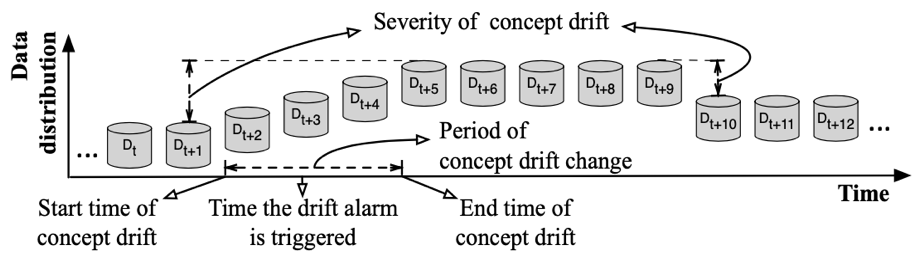 Severity of concept drift
Data
distribution
... D_t D_{t+1} D_{t+2} D_{t+3} D_{t+4} D_{t+5} D_{t+6} D_{t+7} D_{t+8} D_{t+9} D_{t+10} D_{t+11} D_{t+12} ...
Period of
concept drift change
Time
Start time of
concept drift
Time the drift alarm
is triggered
End time of
concept drift